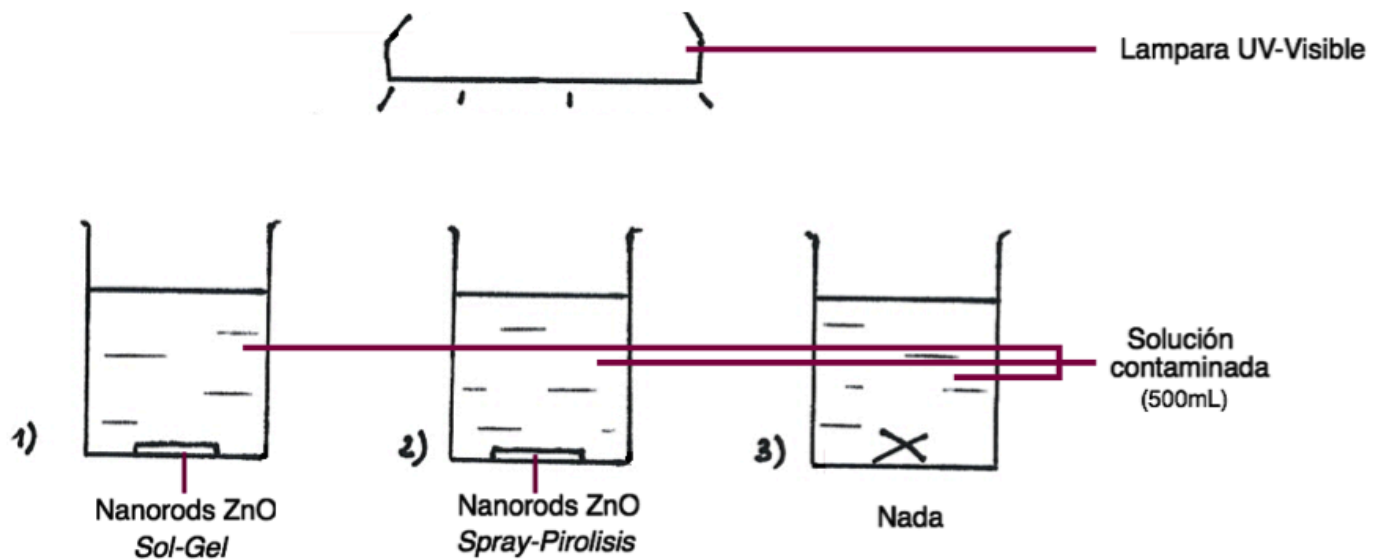 Lampara UV-Visible
Solución
contaminada
(500mL)
1)
2)
3)
Nanorods ZnO
Sol-Gel
Nanorods ZnO
Spray-Pirolisis
Nada